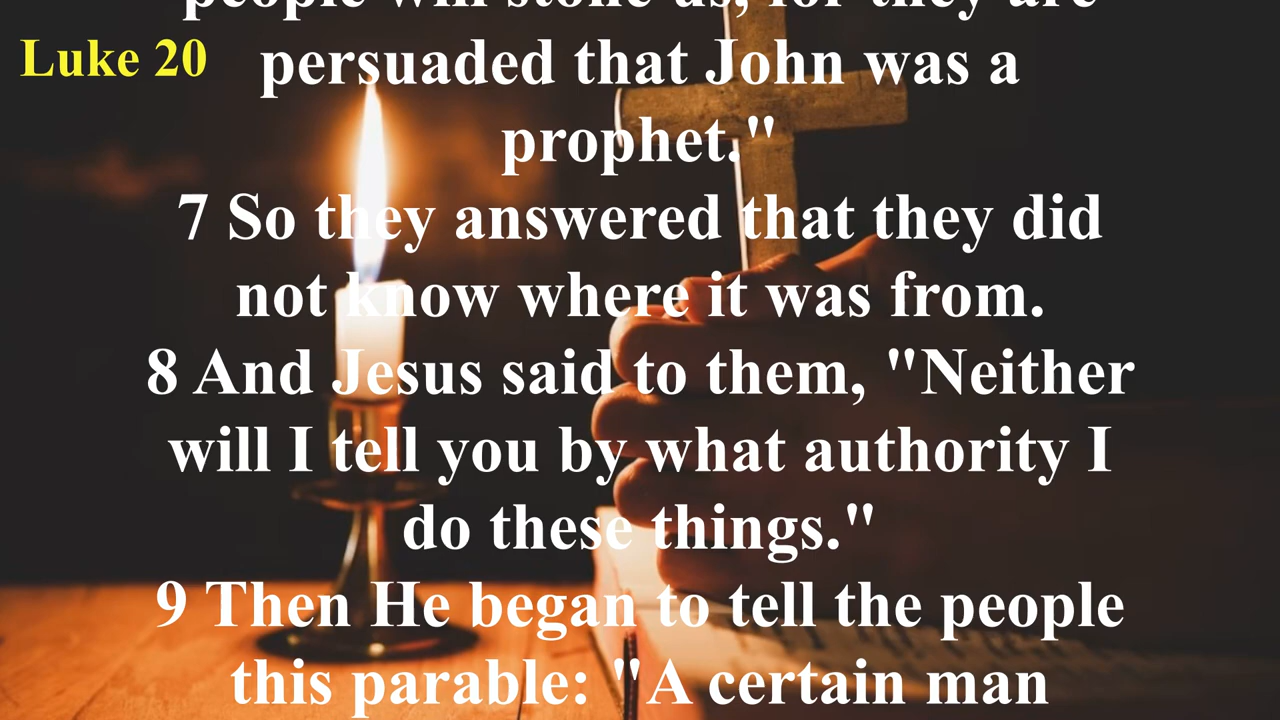 people will stone us, for they are
Luke 20
persuaded that John was a
prophet."
7 So they answered that they did
not know where it was from.
8 And Jesus said to them, "Neither
will I tell you by what authority I
do these things."
9 Then He began to tell the people
this parable: "A certain man